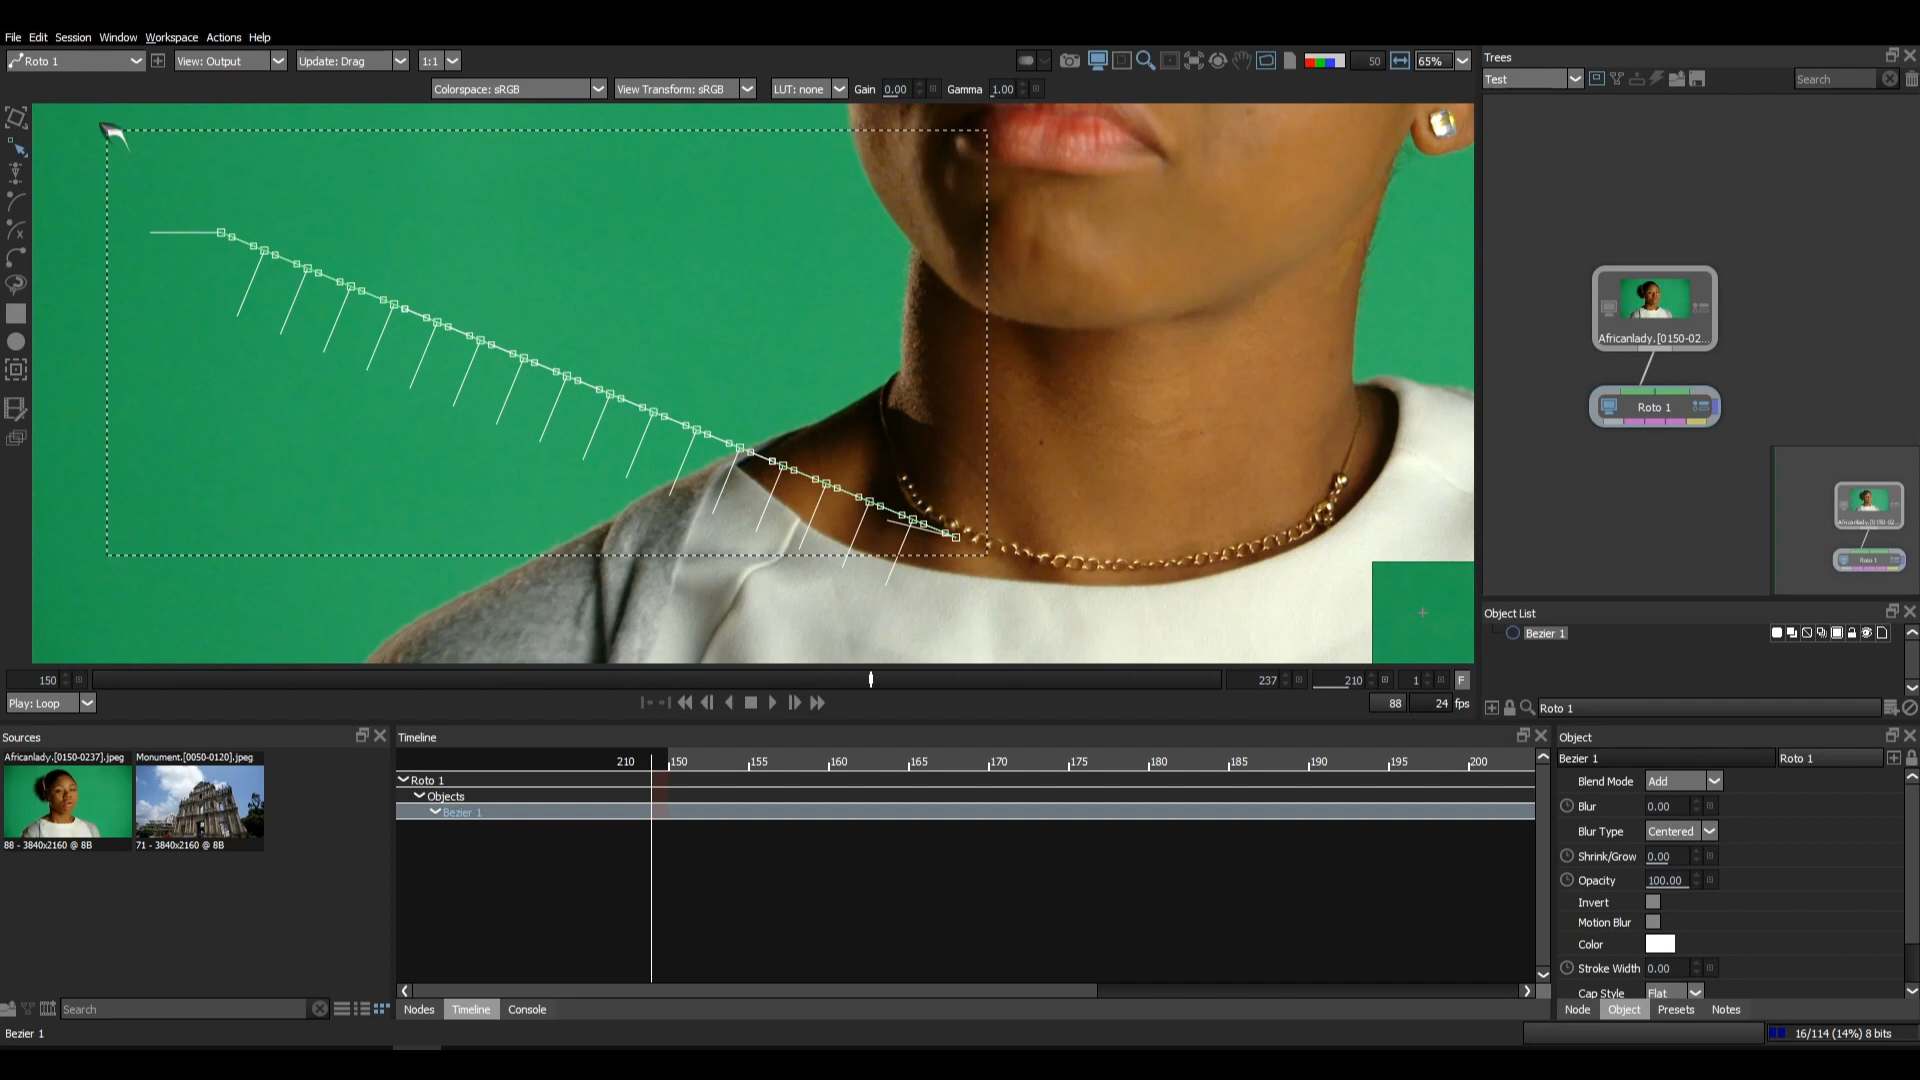 File Edit Session Window Workspace Actions Help
Roto 1 View: Output Update: Drag 1:1 50 65%
Colorspace: sRGB View Transform: sRGB LUT: none Gain 0.00 Gamma 1.00
Trees
Test Search
Africanlady.[0150-02...
Roto 1
Africanlady.[0150-02...
Roto 1
Object List
Bezier 1
Roto 1
150 237 210 1 F
Play: Loop 88 24 fps
Sources
Africanlady.[0150-0237].jpeg Monument.[0050-0120].jpeg
88 - 3840x2160 @ 8B 71 - 3840x2160 @ 8B
Search
Timeline
210 150 155 160 165 170 175 180 185 190 195 200
Roto 1
Objects
Bezier 1
Nodes Timeline Console
Object
Bezier 1 Roto 1
Blend Mode Add
Blur 0.00
Blur Type Centered
Shrink/Grow 0.00
Opacity 100.00
Invert
Motion Blur
Color
Stroke Width 0.00
Cap Style Flat
Node Object Presets Notes
Bezier 1 16/114 (14%) 8 bits